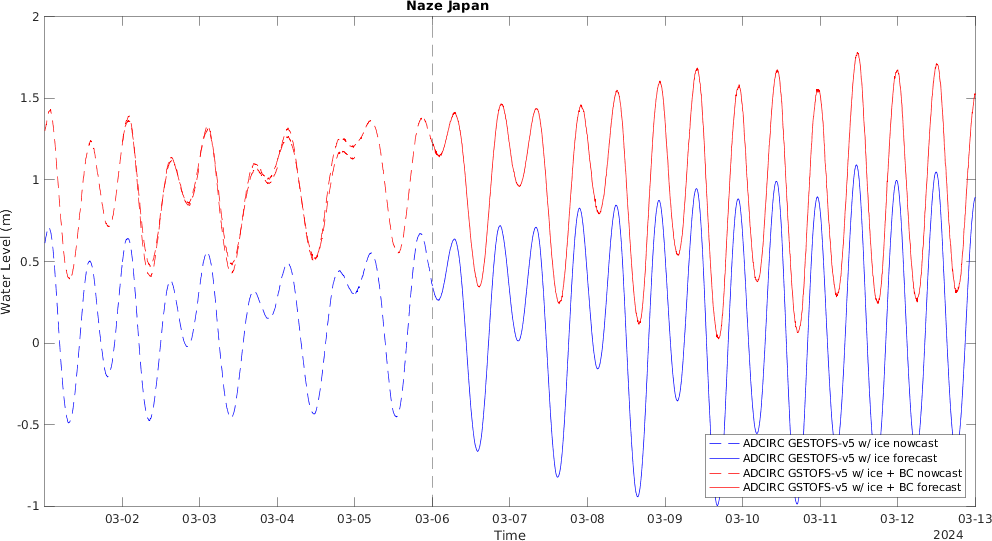 Naze Japan
Water Level (m)
2
1.5
1
0.5
0
-0.5
-1
03-02 03-03 03-04 03-05 03-06 03-07 03-08 03-09 03-10 03-11 03-12 03-13
Time
2024
ADCIRC GESTOFS-v5 w/ ice nowcast
ADCIRC GESTOFS-v5 w/ ice forecast
ADCIRC GSTOFS-v5 w/ ice + BC nowcast
ADCIRC GSTOFS-v5 w/ ice + BC forecast